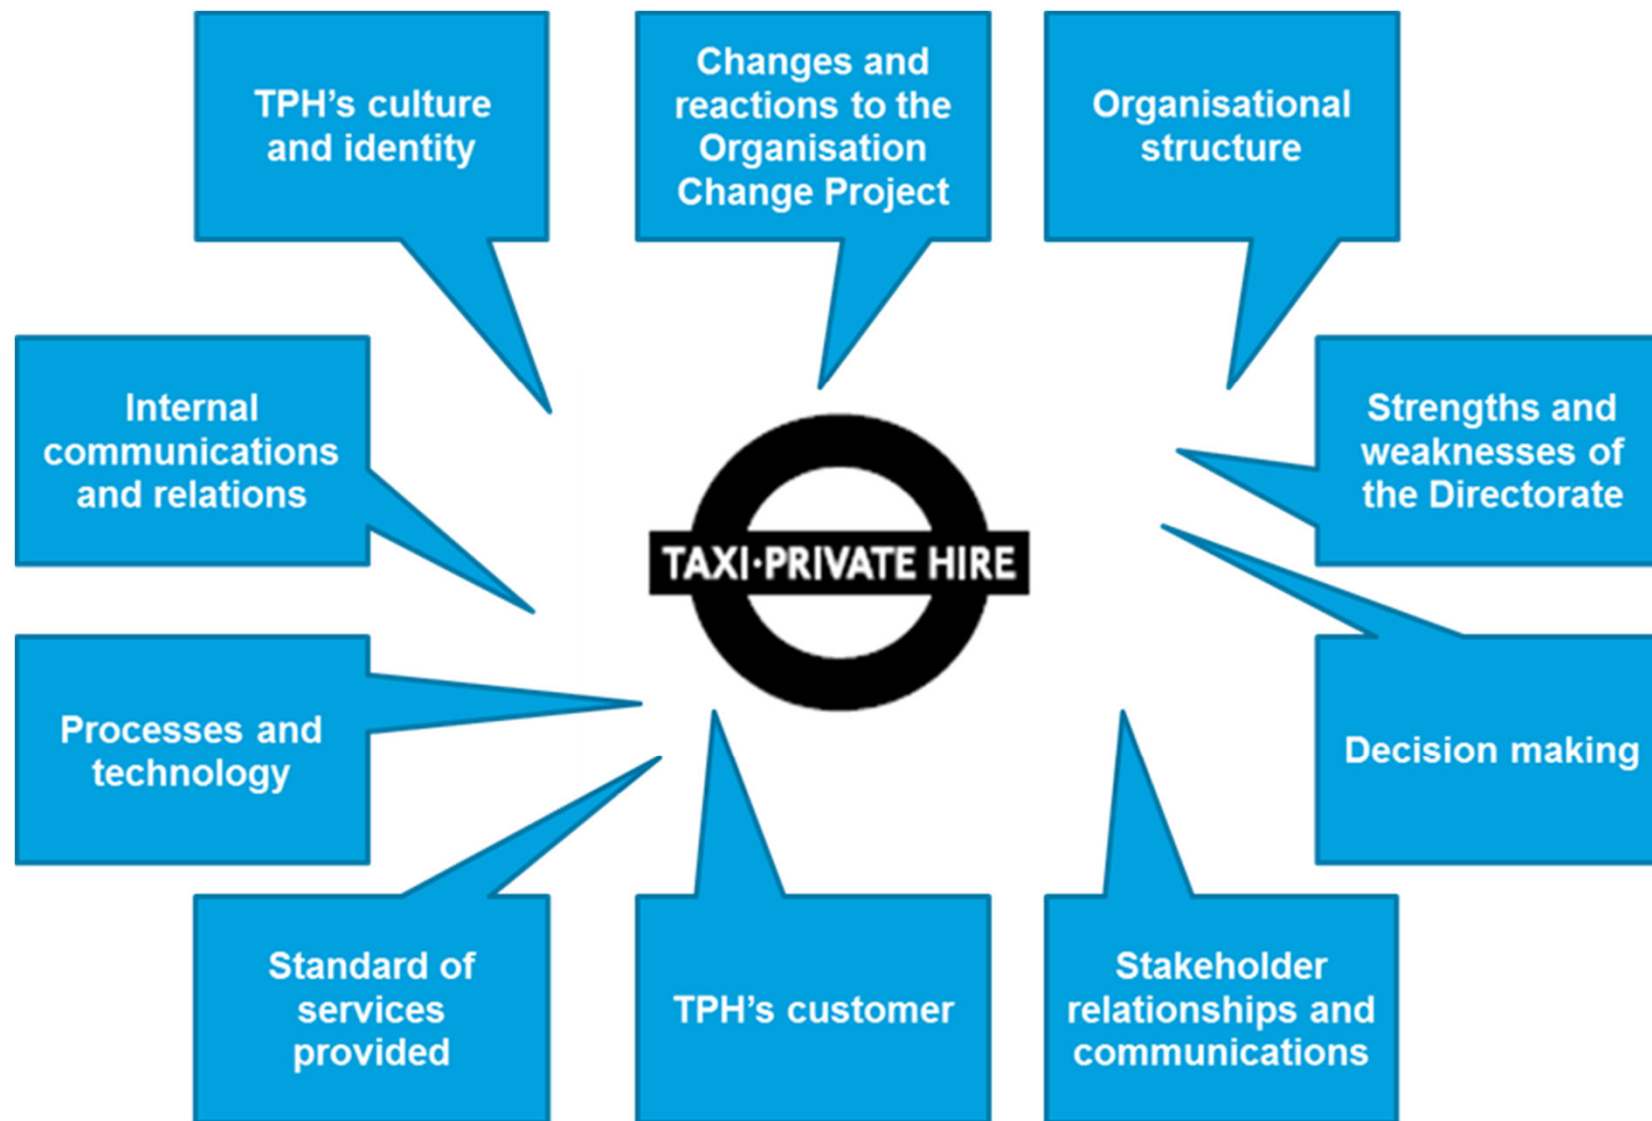 TPH’s culture
and identity
Changes and
reactions to the
Organisation
Change Project
Organisational
structure
Internal
communications
and relations
Strengths and
weaknesses of
the Directorate
TAXI·PRIVATE HIRE
Processes and
technology
Decision making
Standard of
services
provided
TPH’s customer
Stakeholder
relationships and
communications